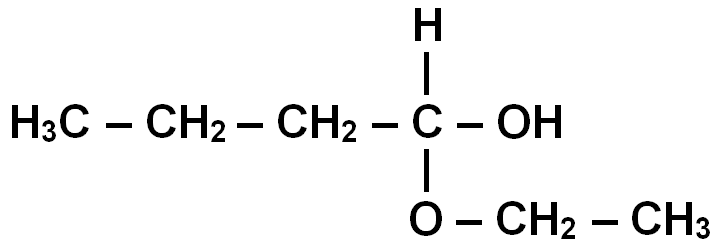 H
H₃C – CH₂ – CH₂ – C – OH
O – CH₂ – CH₃